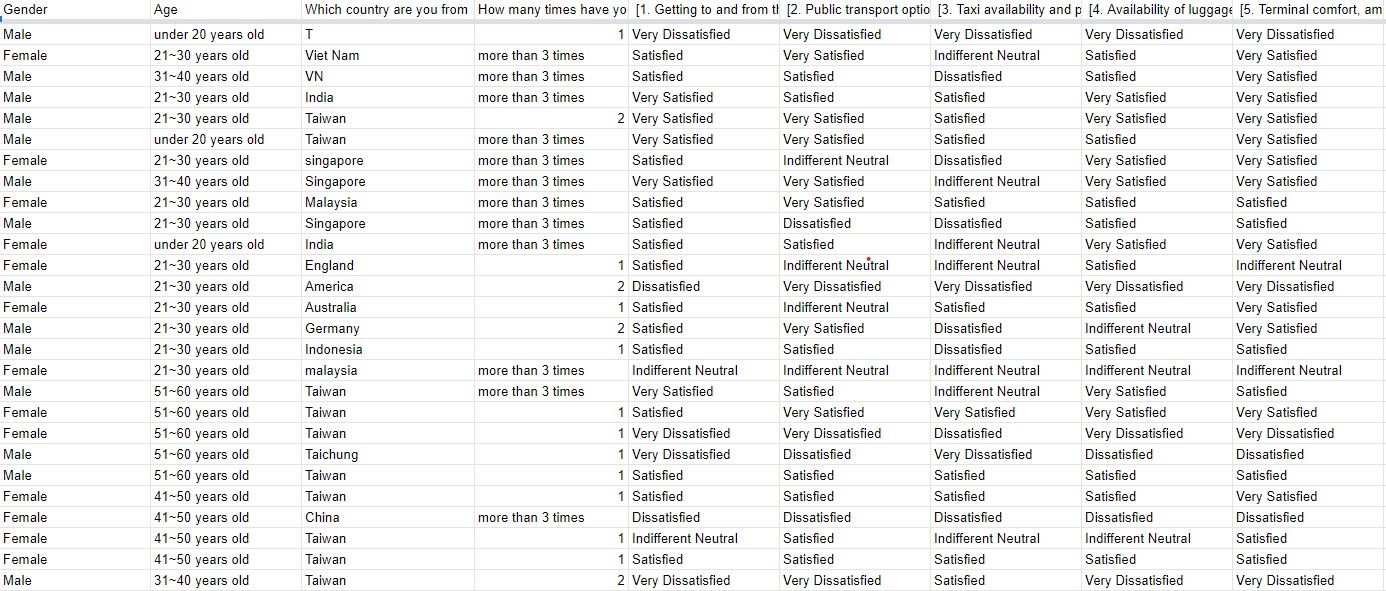 Gender Age Which country are you from How many times have yo [1. Getting to and from th [2. Public transport optio [3. Taxi availability and p [4. Availability of luggage [5. Terminal comfort, am
Male under 20 years old T 1 Very Dissatisfied Very Dissatisfied Very Dissatisfied Very Dissatisfied Very Dissatisfied
Female 21~30 years old Viet Nam more than 3 times Satisfied Very Satisfied Indifferent Neutral Satisfied Very Satisfied
Male 31~40 years old VN more than 3 times Satisfied Satisfied Dissatisfied Satisfied Very Satisfied
Male 21~30 years old India more than 3 times Very Satisfied Satisfied Satisfied Very Satisfied Very Satisfied
Male 21~30 years old Taiwan 2 Very Satisfied Very Satisfied Satisfied Very Satisfied Very Satisfied
Male under 20 years old Taiwan more than 3 times Very Satisfied Very Satisfied Satisfied Satisfied Very Satisfied
Female 21~30 years old singapore more than 3 times Satisfied Indifferent Neutral Dissatisfied Very Satisfied Very Satisfied
Male 31~40 years old Singapore more than 3 times Very Satisfied Very Satisfied Indifferent Neutral Very Satisfied Very Satisfied
Female 21~30 years old Malaysia more than 3 times Satisfied Very Satisfied Satisfied Satisfied Satisfied
Male 21~30 years old Singapore more than 3 times Satisfied Dissatisfied Dissatisfied Satisfied Satisfied
Female under 20 years old India more than 3 times Satisfied Satisfied Indifferent Neutral Very Satisfied Very Satisfied
Female 21~30 years old England 1 Satisfied Indifferent Neutral Indifferent Neutral Satisfied Indifferent Neutral
Male 21~30 years old America 2 Dissatisfied Very Dissatisfied Very Dissatisfied Very Dissatisfied Very Dissatisfied
Female 21~30 years old Australia 1 Satisfied Indifferent Neutral Satisfied Satisfied Very Satisfied
Male 21~30 years old Germany 2 Satisfied Very Satisfied Dissatisfied Indifferent Neutral Very Satisfied
Male 21~30 years old Indonesia 1 Satisfied Satisfied Dissatisfied Satisfied Satisfied
Female 21~30 years old malaysia more than 3 times Indifferent Neutral Indifferent Neutral Indifferent Neutral Indifferent Neutral Indifferent Neutral
Male 51~60 years old Taiwan more than 3 times Very Satisfied Satisfied Indifferent Neutral Very Satisfied Satisfied
Female 51~60 years old Taiwan 1 Satisfied Very Satisfied Very Satisfied Very Satisfied Very Satisfied
Female 51~60 years old Taiwan 1 Very Dissatisfied Very Dissatisfied Dissatisfied Very Dissatisfied Very Dissatisfied
Male 51~60 years old Taichung 1 Very Dissatisfied Dissatisfied Very Dissatisfied Dissatisfied Dissatisfied
Male 51~60 years old Taiwan 1 Satisfied Satisfied Satisfied Satisfied Satisfied
Female 41~50 years old Taiwan 1 Satisfied Satisfied Satisfied Satisfied Very Satisfied
Female 41~50 years old China more than 3 times Dissatisfied Dissatisfied Dissatisfied Dissatisfied Dissatisfied
Female 41~50 years old Taiwan 1 Indifferent Neutral Satisfied Indifferent Neutral Indifferent Neutral Satisfied
Female 41~50 years old Taiwan 1 Satisfied Satisfied Satisfied Satisfied Satisfied
Male 31~40 years old Taiwan 2 Very Dissatisfied Very Dissatisfied Satisfied Very Dissatisfied Very Dissatisfied